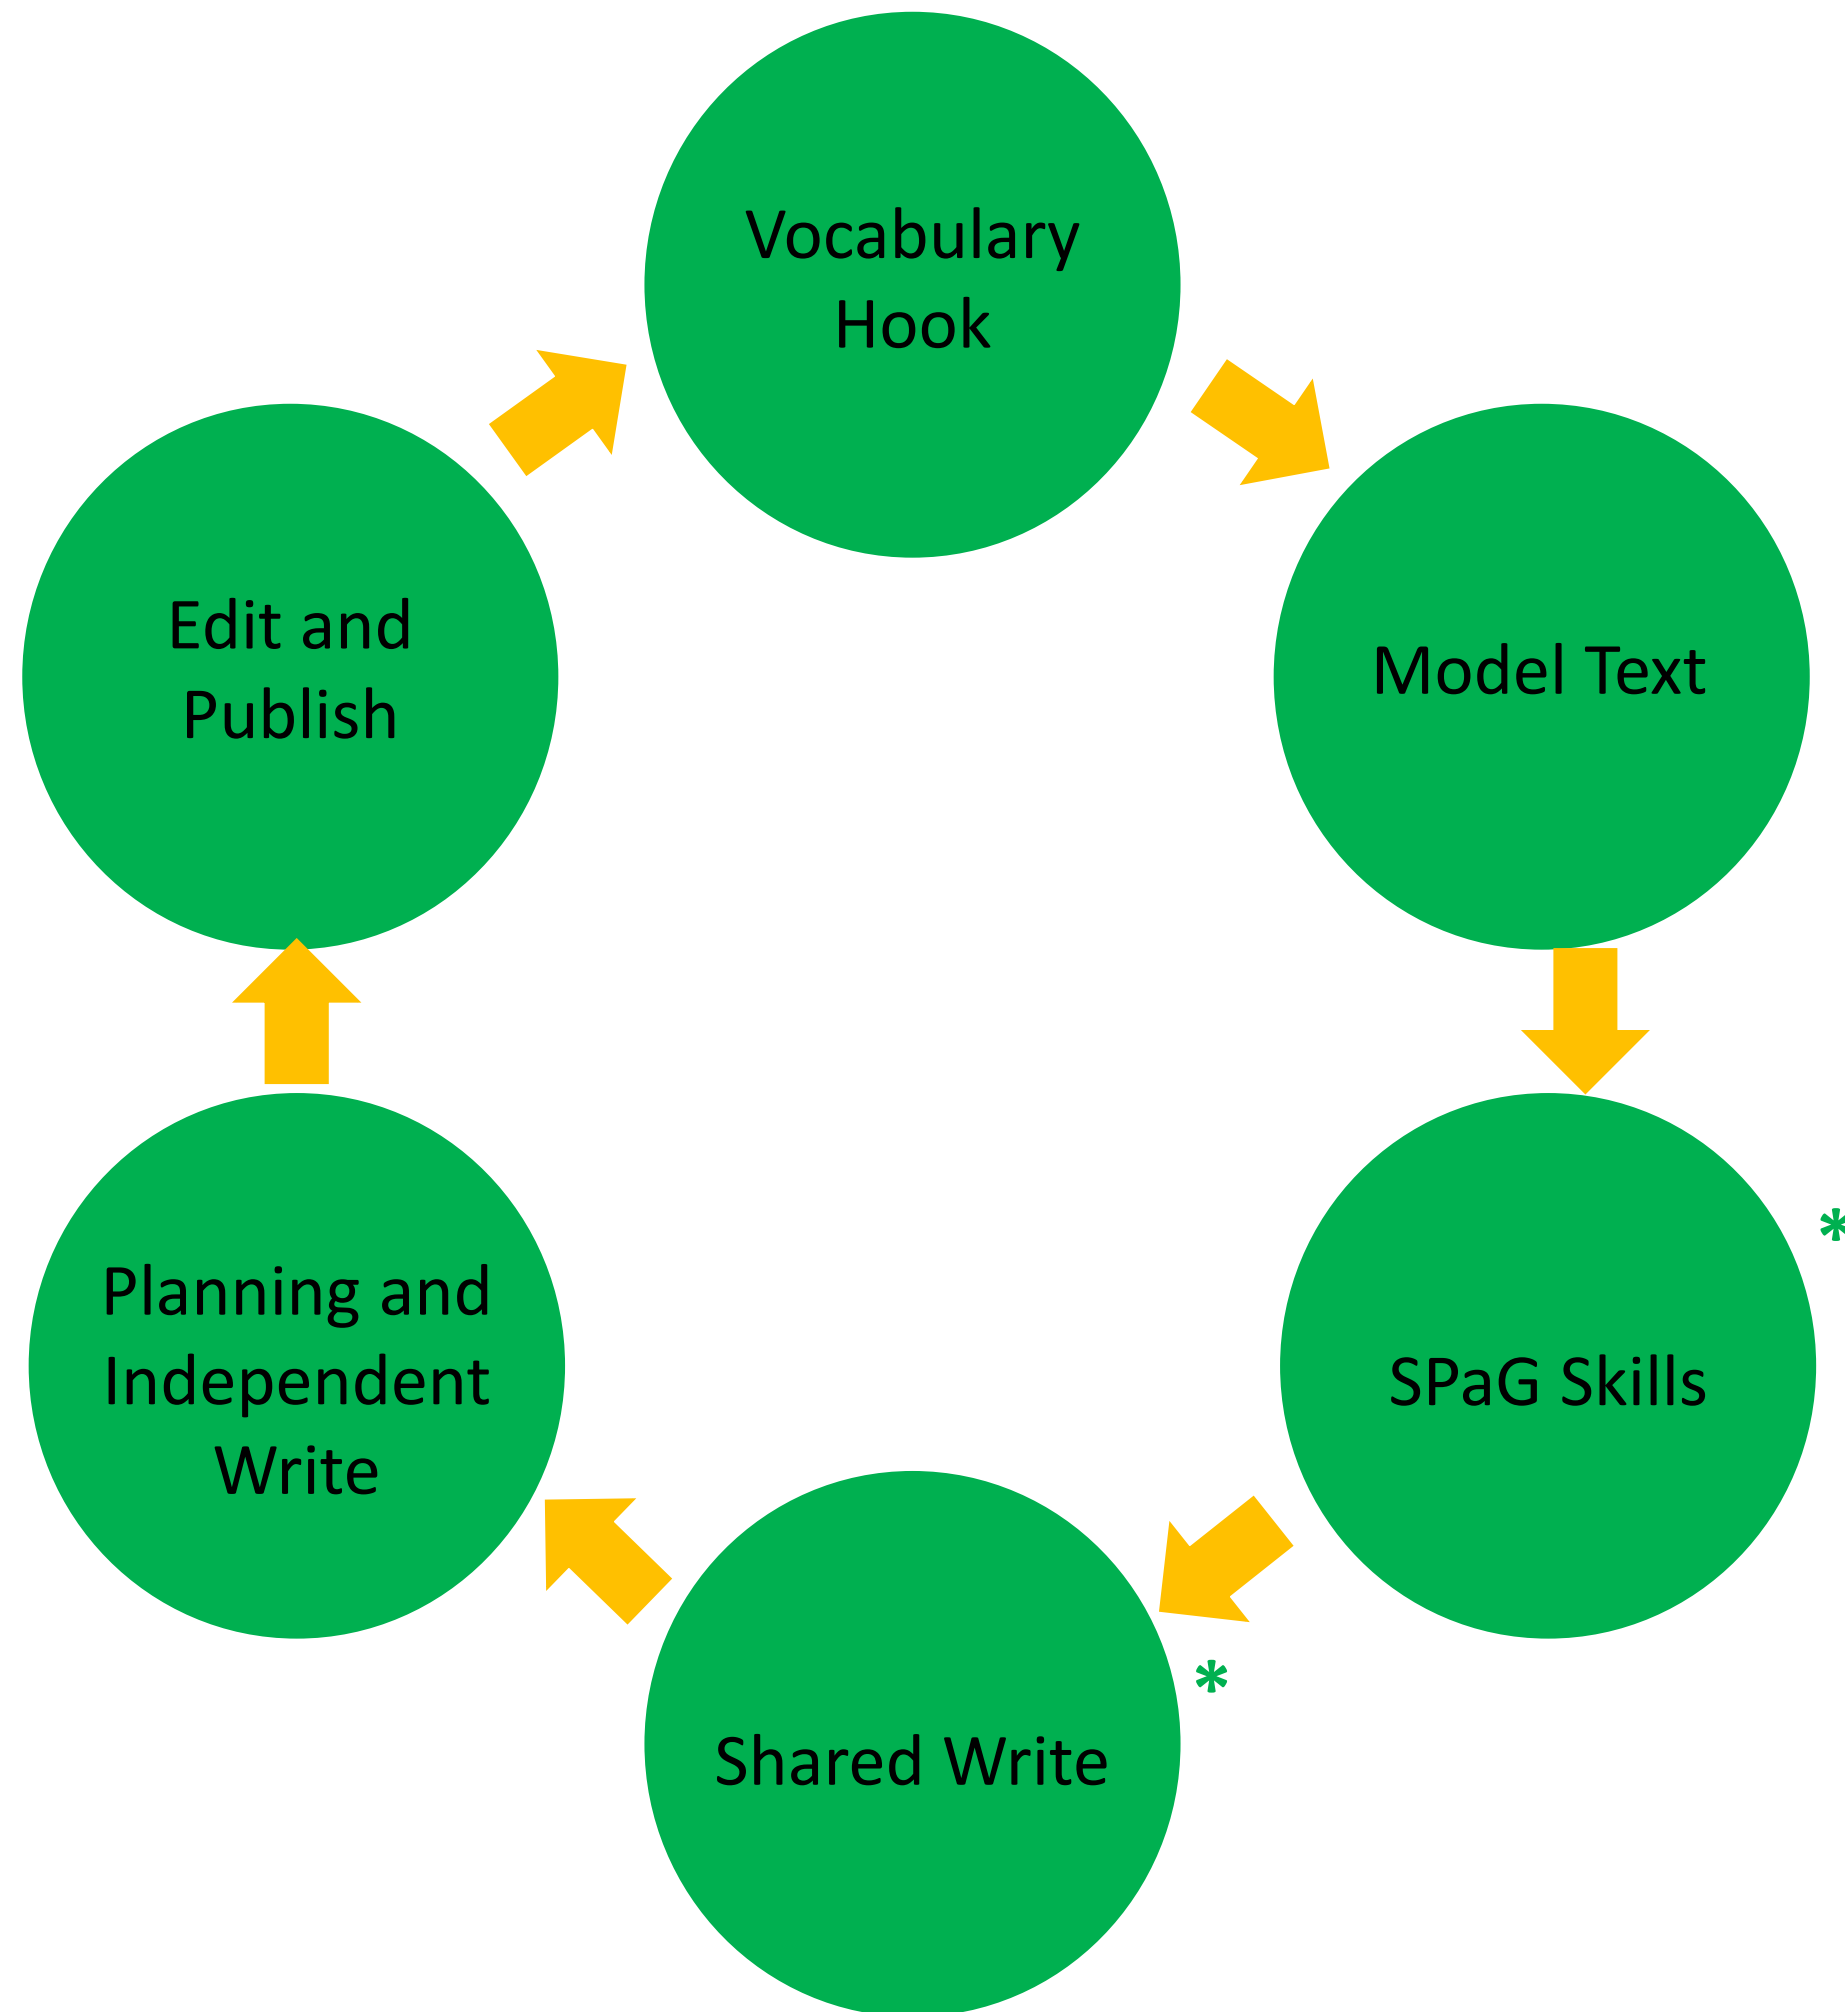 Vocabulary
Hook
Model Text
*
SPaG Skills
*
Shared Write
Planning and
Independent
Write
Edit and
Publish